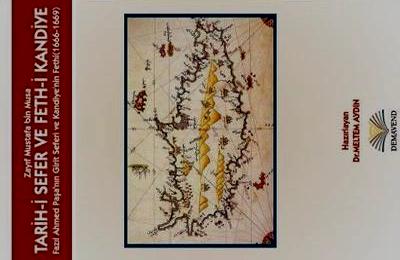 Zayıf Mustafa bin Musa
TARİH-İ SEFER VE FETH-İ KANDİYE
Fazıl Ahmed Paşa'nın Girit Seferi ve Kandiye'nin Fethi(1666-1669)
Hazırlayan
Dr.MELTEM AYDIN
DEMAVEND